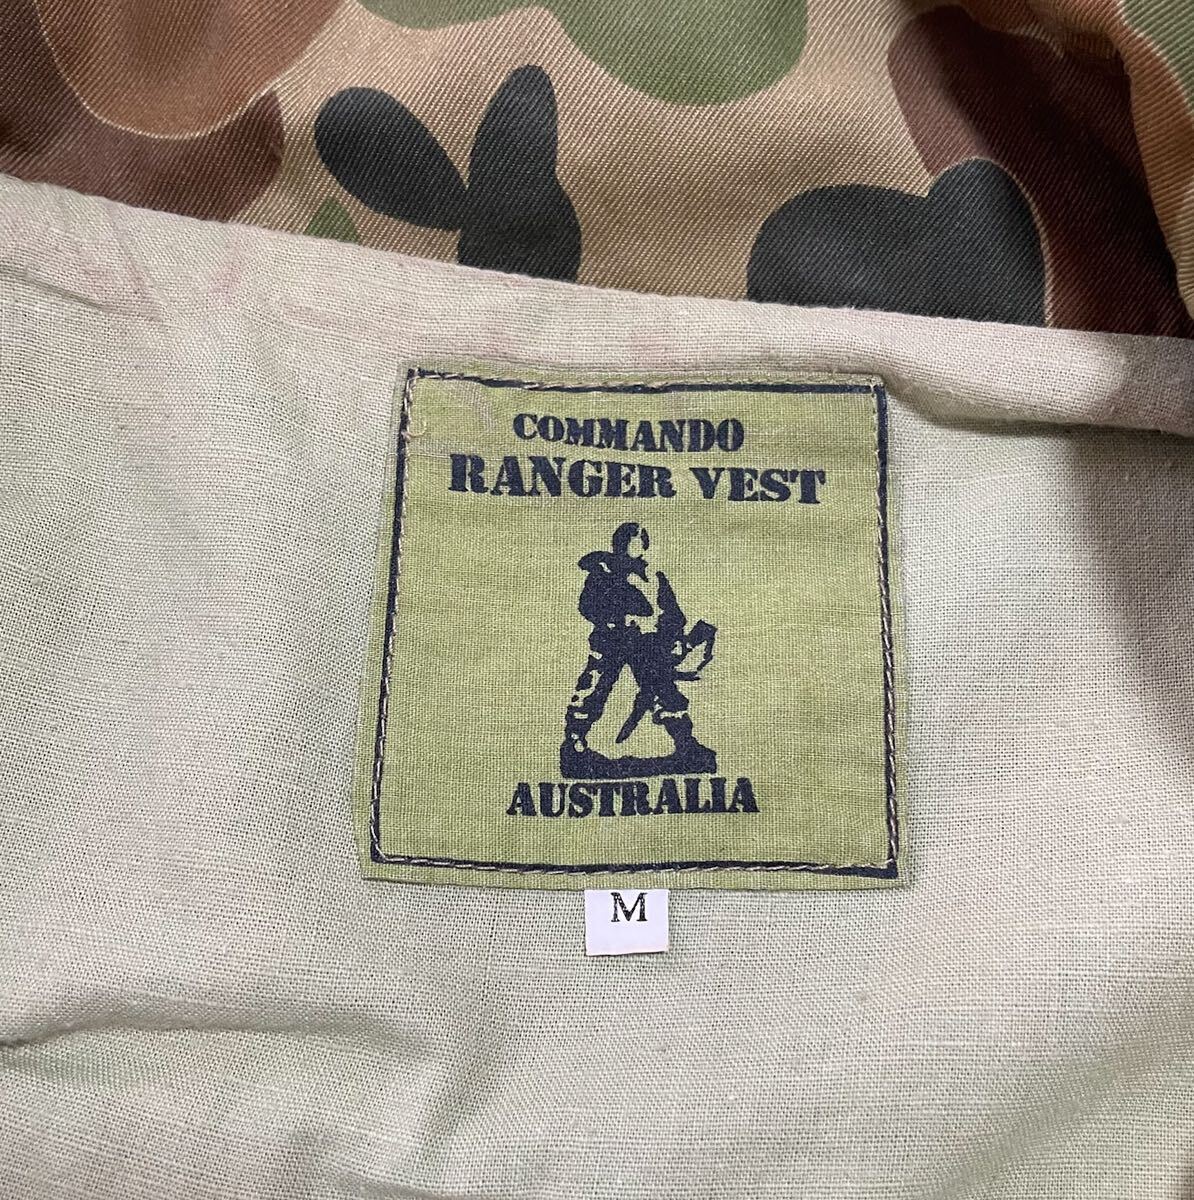 COMMANDO
RANGER VEST
AUSTRALIA
M